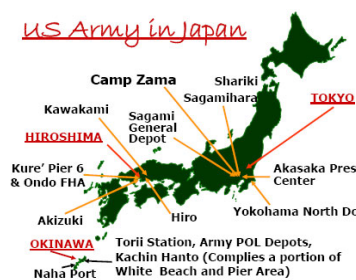 US Army in Japan
Camp Zama
Shariki
Sagamihara
TOKYO
Kawakami
Sagami
General
Depot
HIROSHIMA
Kure' Pier 6
& Ondo FHA
Akasaka Pres
Center
Yokohama North Do
Akizuki
Hiro
OKINAWA
Torii Station, Army POL Depots,
Kachin Hanto (Complies a portion of
White Beach and Pier Area)
Naha Port